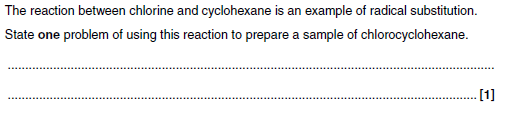 The reaction between chlorine and cyclohexane is an example of radical substitution.
State one problem of using this reaction to prepare a sample of chlorocyclohexane.
................................................................................................................................................
............................................................................................................................................ [1]